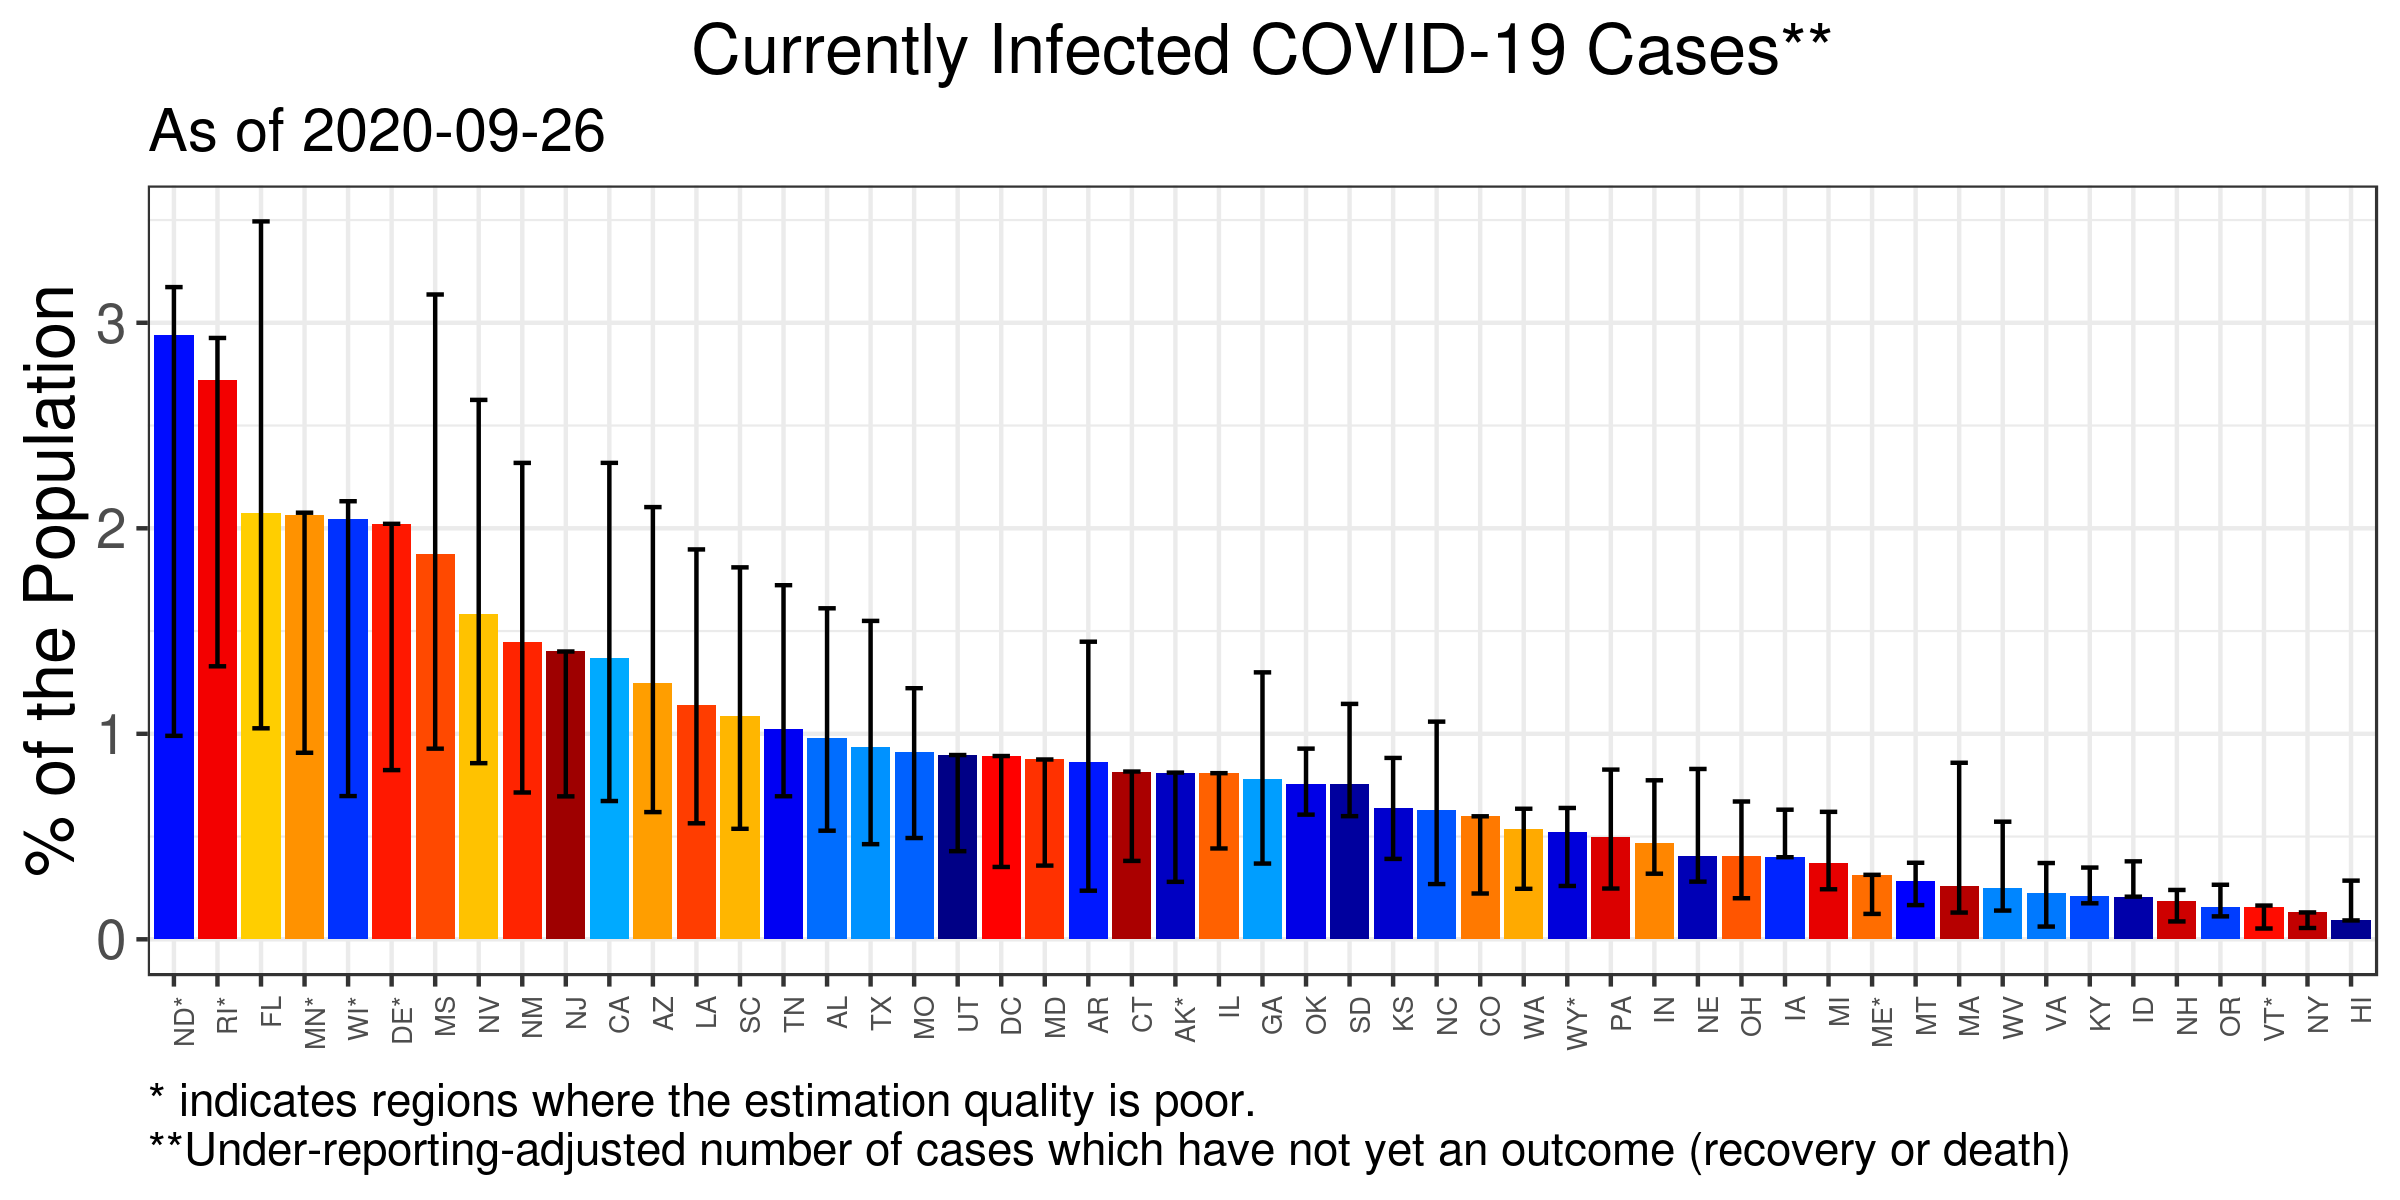 Currently Infected COVID-19 Cases**
As of 2020-09-26
% of the Population
3
2
1
0
ND* RI* FL MN* WI* DE* MS NV NM NJ CA AZ LA SC TN AL TX MO UT DC MD AR CT AK* IL GA OK SD KS NC CO WA WY* PA IN NE OH IA MI ME* MT MA WV VA KY ID NH OR VT* NY HI
* indicates regions where the estimation quality is poor.
**Under-reporting-adjusted number of cases which have not yet an outcome (recovery or death)